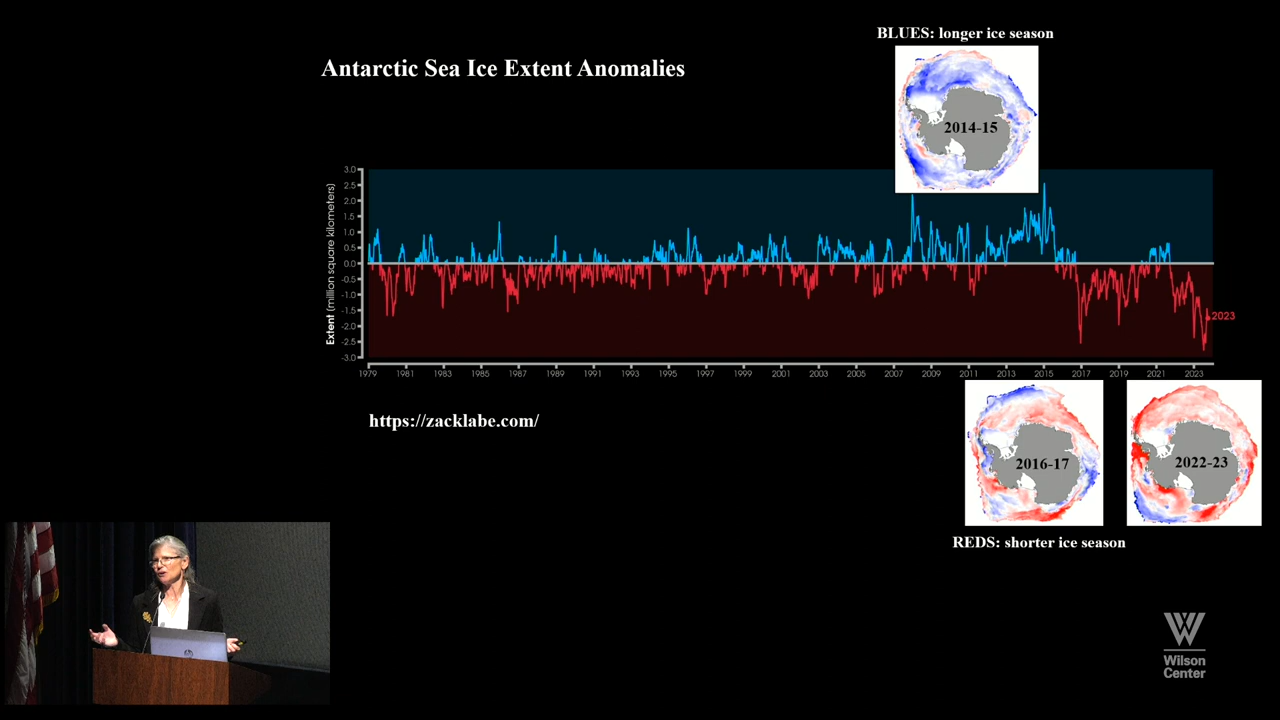 BLUES: longer ice season
Antarctic Sea Ice Extent Anomalies
2014-15
Extent (million square kilometers)
3.0
2.5
2.0
1.5
1.0
0.5
0.0
-0.5
-1.0
-1.5
-2.0
-2.5
-3.0
2023
1979 1981 1983 1985 1987 1989 1991 1993 1995 1997 1999 2001 2003 2005 2007 2009 2011 2013 2015 2017 2019 2021 2023
https://zacklabe.com/
2016-17
2022-23
REDS: shorter ice season
Wilson
Center